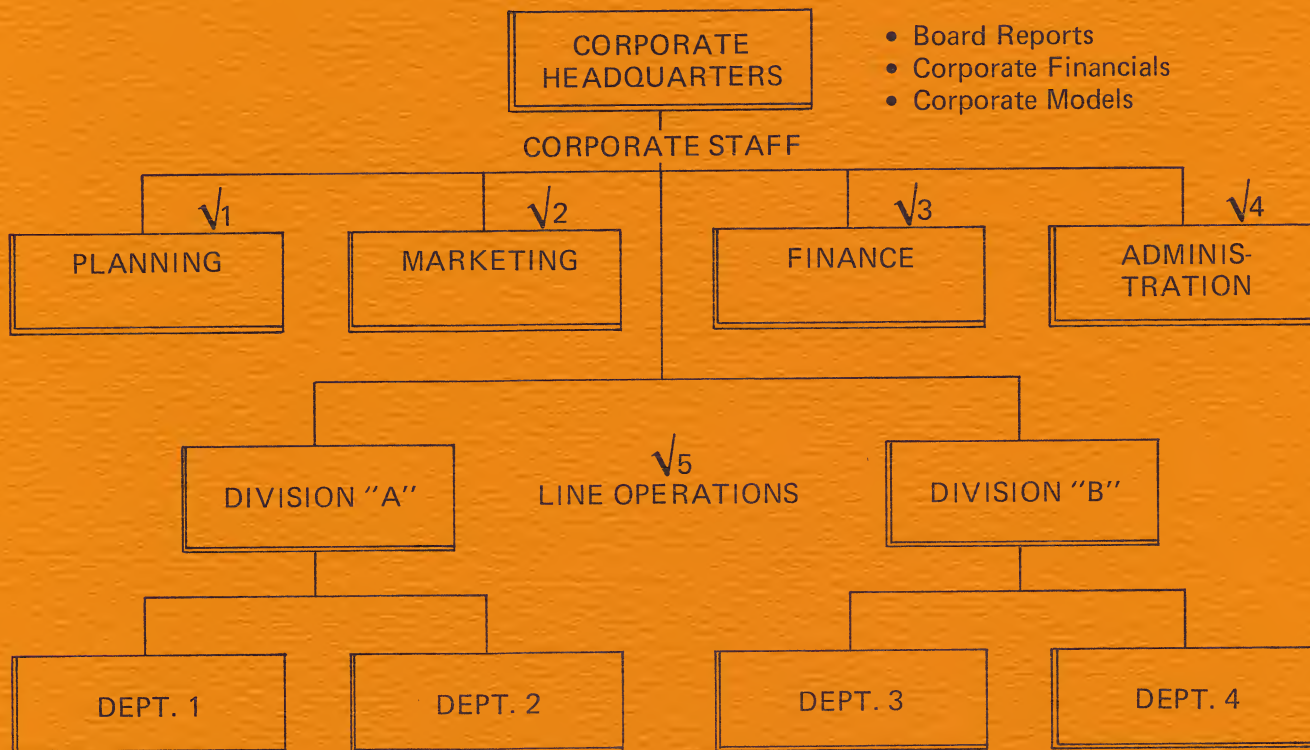 CORPORATE
HEADQUARTERS
• Board Reports
• Corporate Financials
• Corporate Models
CORPORATE STAFF
√1
√2
√3
√4
PLANNING
MARKETING
FINANCE
ADMINIS-
TRATION
√5
DIVISION "A"
LINE OPERATIONS
DIVISION "B"
DEPT. 1
DEPT. 2
DEPT. 3
DEPT. 4